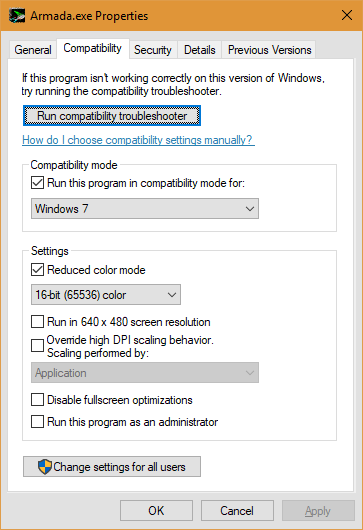 Armada.exe Properties
General Compatibility Security Details Previous Versions
If this program isn't working correctly on this version of Windows,
try running the compatibility troubleshooter.
Run compatibility troubleshooter
How do I choose compatibility settings manually?
Compatibility mode
Run this program in compatibility mode for:
Windows 7
Settings
Reduced color mode
16-bit (65536) color
Run in 640 x 480 screen resolution
Override high DPI scaling behavior.
Scaling performed by:
Application
Disable fullscreen optimizations
Run this program as an administrator
Change settings for all users
OK Cancel Apply